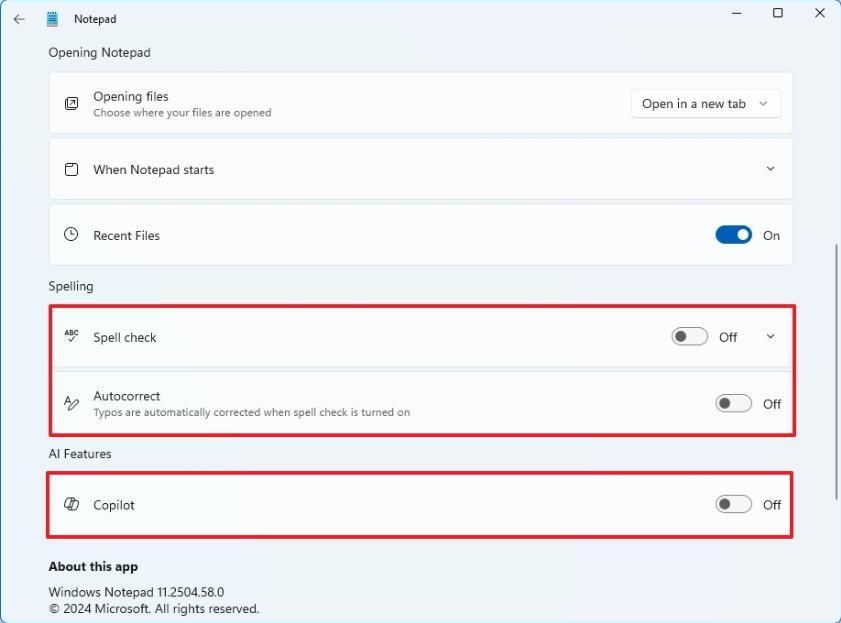 Notepad
Opening Notepad
Opening files
Choose where your files are opened
Open in a new tab
When Notepad starts
Recent Files
On
Spelling
ABC
Spell check
Off
Autocorrect
Typos are automatically corrected when spell check is turned on
Off
AI Features
Copilot
Off
About this app
Windows Notepad 11.2504.58.0
© 2024 Microsoft. All rights reserved.